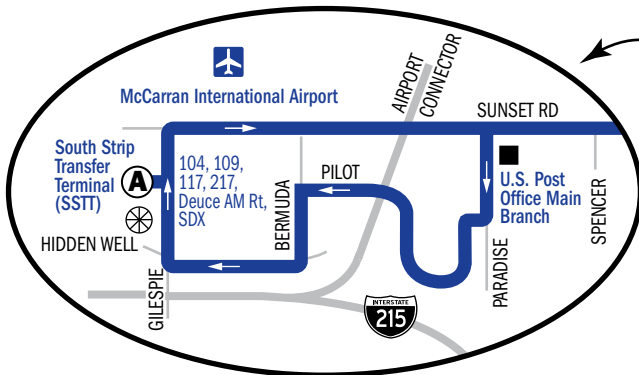 McCarran International Airport
AIRPORT
CONNECTOR
SUNSET RD
South Strip
Transfer
Terminal
(SSTT)
A
104, 109,
117, 217,
Deuce AM Rt,
SDX
BERMUDA
PILOT
U.S. Post
Office Main
Branch
SPENCER
HIDDEN WELL
GILESPIE
PARADISE
INTERSTATE
215